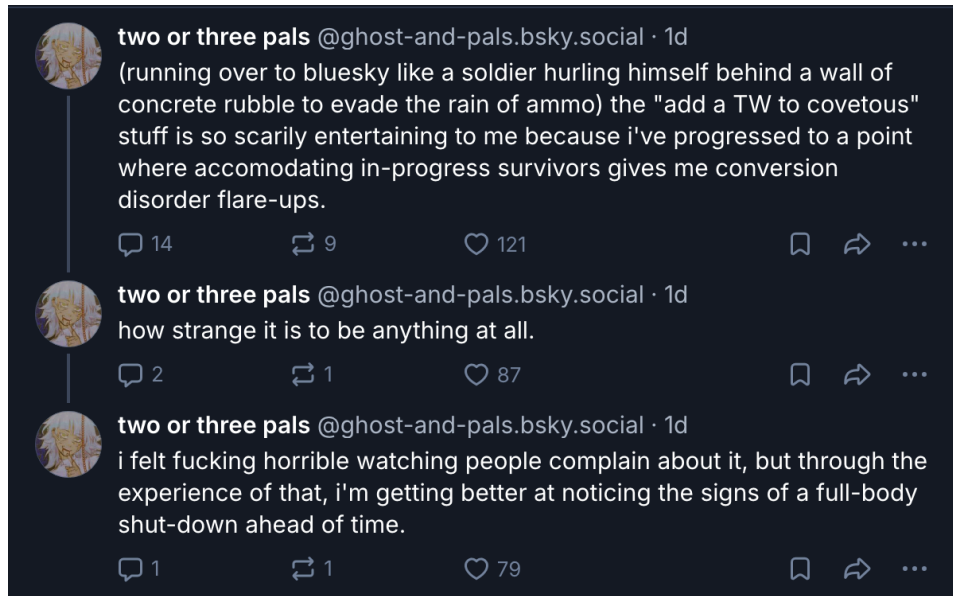 two or three pals @ghost-and-pals.bsky.social · 1d
(running over to bluesky like a soldier hurling himself behind a wall of
concrete rubble to evade the rain of ammo) the "add a TW to covetous"
stuff is so scarily entertaining to me because i've progressed to a point
where accomodating in-progress survivors gives me conversion
disorder flare-ups.
14 9 121
two or three pals @ghost-and-pals.bsky.social · 1d
how strange it is to be anything at all.
2 1 87
two or three pals @ghost-and-pals.bsky.social · 1d
i felt fucking horrible watching people complain about it, but through the
experience of that, i'm getting better at noticing the signs of a full-body
shut-down ahead of time.
1 1 79